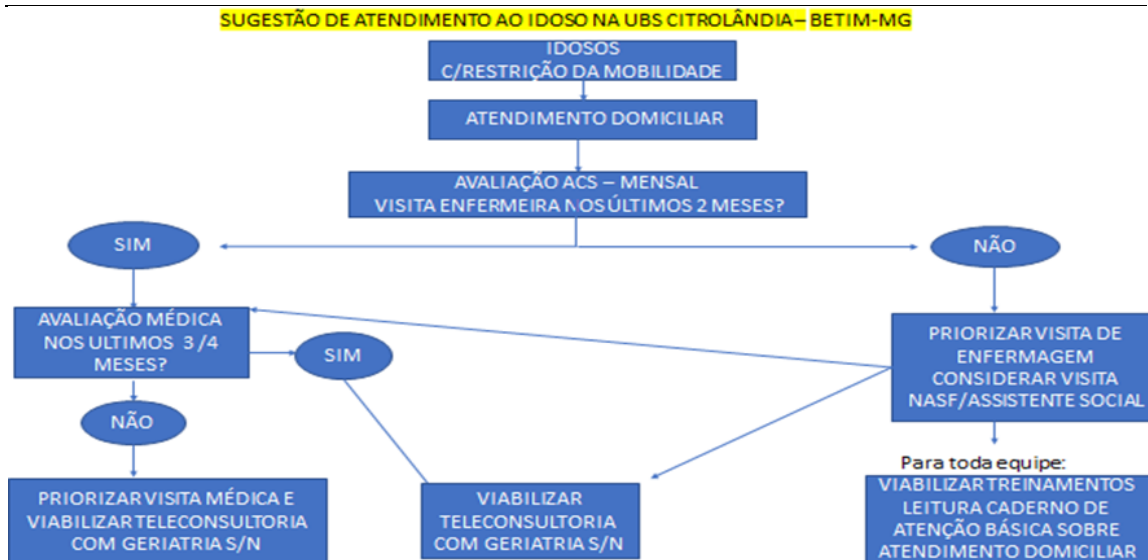 SUGESTÃO DE ATENDIMENTO AO IDOSO NA UBS CITROLÂNDIA– BETIM-MG
IDOSOS
C/RESTRIÇÃO DA MOBILIDADE
ATENDIMENTO DOMICILIAR
AVALIAÇÃO ACS – MENSAL
VISITA ENFERMEIRA NOS ÚLTIMOS 2 MESES?
SIM
NÃO
AVALIAÇÃO MÉDICA
NOS ULTIMOS 3 /4
MESES?
SIM
NÃO
PRIORIZAR VISITA DE
ENFERMAGEM
CONSIDERAR VISITA
NASF/ASSISTENTE SOCIAL
PRIORIZAR VISITA MÉDICA E
VIABILIZAR TELECONSULTORIA
COM GERIATRIA S/N
VIABILIZAR
TELECONSULTORIA
COM GERIATRIA S/N
Para toda equipe:
VIABILIZAR TREINAMENTOS
LEITURA CADERNO DE
ATENÇÃO BÁSICA SOBRE
ATENDIMENTO DOMICILIAR